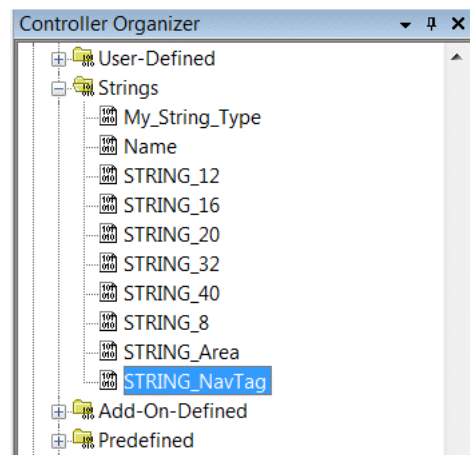 Controller Organizer
User-Defined
Strings
My_String_Type
Name
STRING_12
STRING_16
STRING_20
STRING_32
STRING_40
STRING_8
STRING_Area
STRING_NavTag
Add-On-Defined
Predefined